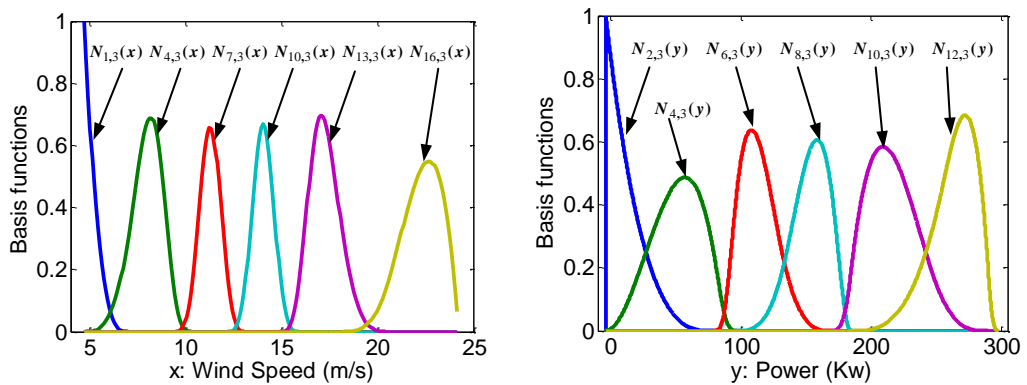 1
0.8
0.6
0.4
0.2
0
Basis functions
N1,3(x) N4,3(x) N7,3(x) N10,3(x) N13,3(x) N16,3(x)
5 10 15 20 25
x: Wind Speed (m/s)
1
0.8
0.6
0.4
0.2
0
Basis functions
N2,3(y) N6,3(y) N8,3(y) N10,3(y) N12,3(y)
N4,3(y)
0 100 200 300
y: Power (Kw)